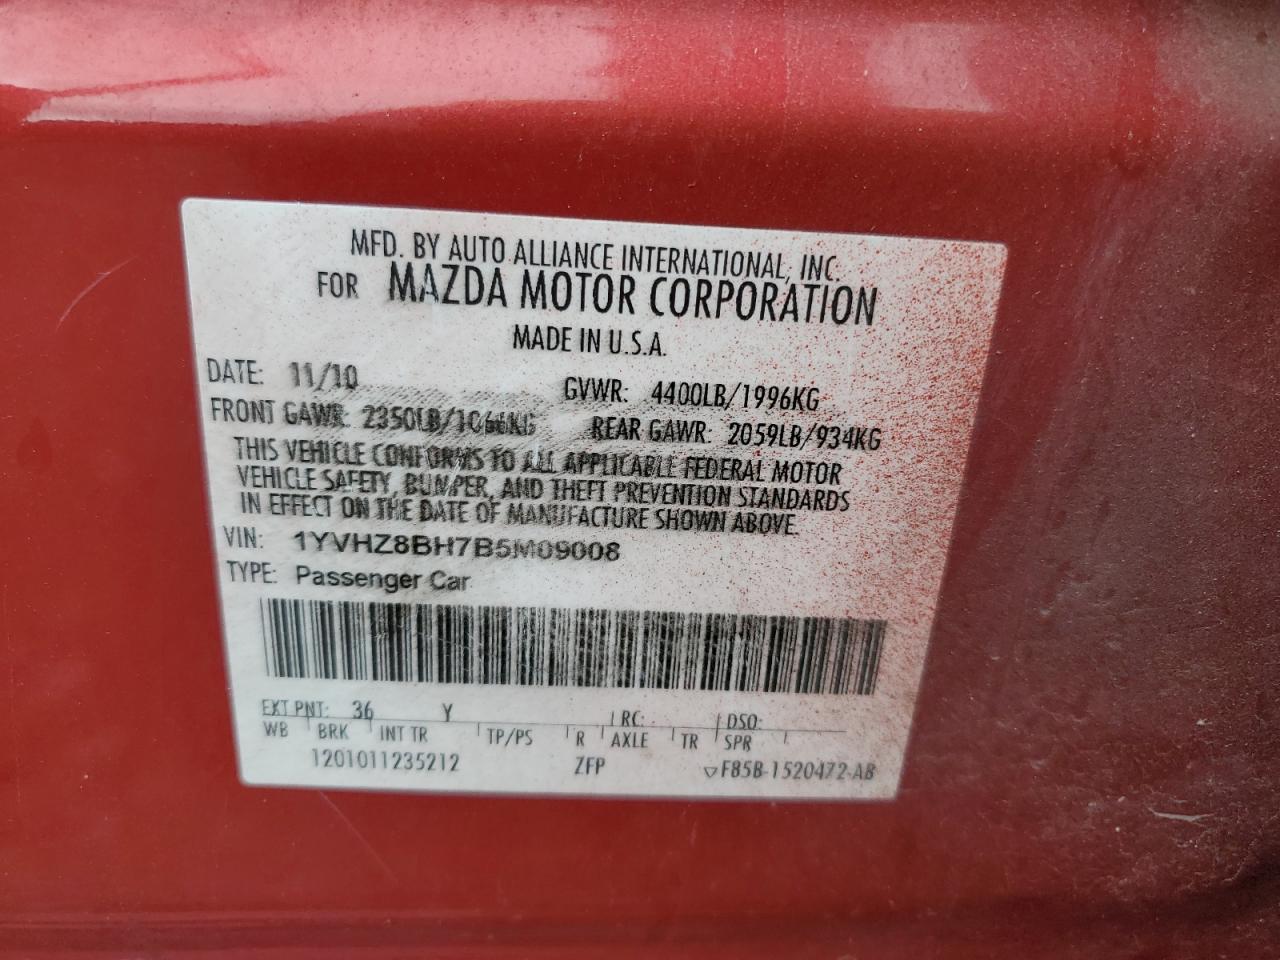 MFD. BY AUTO ALLIANCE INTERNATIONAL, INC.
FOR MAZDA MOTOR CORPORATION
MADE IN U.S.A.
DATE: 11/10 GVWR: 4400LB/1996KG
FRONT GAWR: 2350LB/1066KG REAR GAWR: 2059LB/934KG
THIS VEHICLE CONFORMS TO ALL APPLICABLE FEDERAL MOTOR
VEHICLE SAFETY, BUMPER, AND THEFT PREVENTION STANDARDS
IN EFFECT ON THE DATE OF MANUFACTURE SHOWN ABOVE.
VIN: 1YVHZ8BH7B5M09008
TYPE: Passenger Car
EXT PNT: 36 Y RC: DSO:
WB BRK INT TR TP/PS R AXLE TR SPR
1201011235212 ZFP ▽F85B-1520472-AB